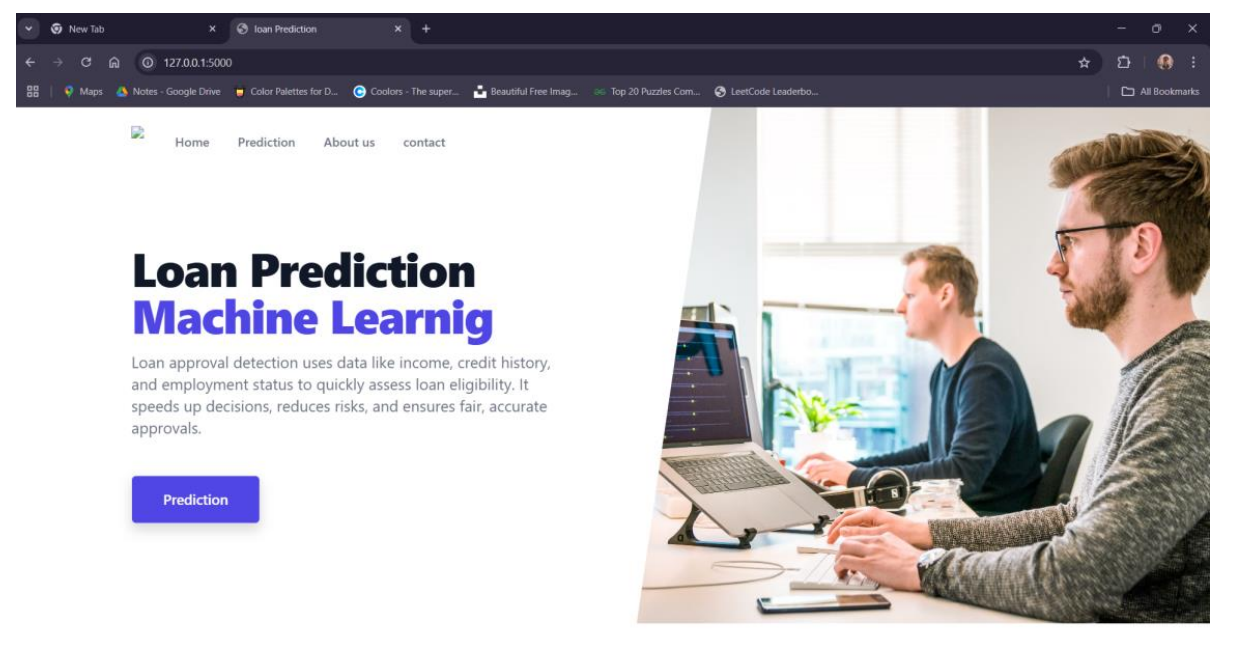 New Tab
loan Prediction
127.0.0.1:5000
Maps
Notes - Google Drive
Color Palettes for D...
Coolors - The super...
Beautiful Free Imag...
Top 20 Puzzles Com...
LeetCode Leaderbo...
All Bookmarks
Home
Prediction
About us
contact
Loan Prediction
Machine Learnig
Loan approval detection uses data like income, credit history,
and employment status to quickly assess loan eligibility. It
speeds up decisions, reduces risks, and ensures fair, accurate
approvals.
Prediction